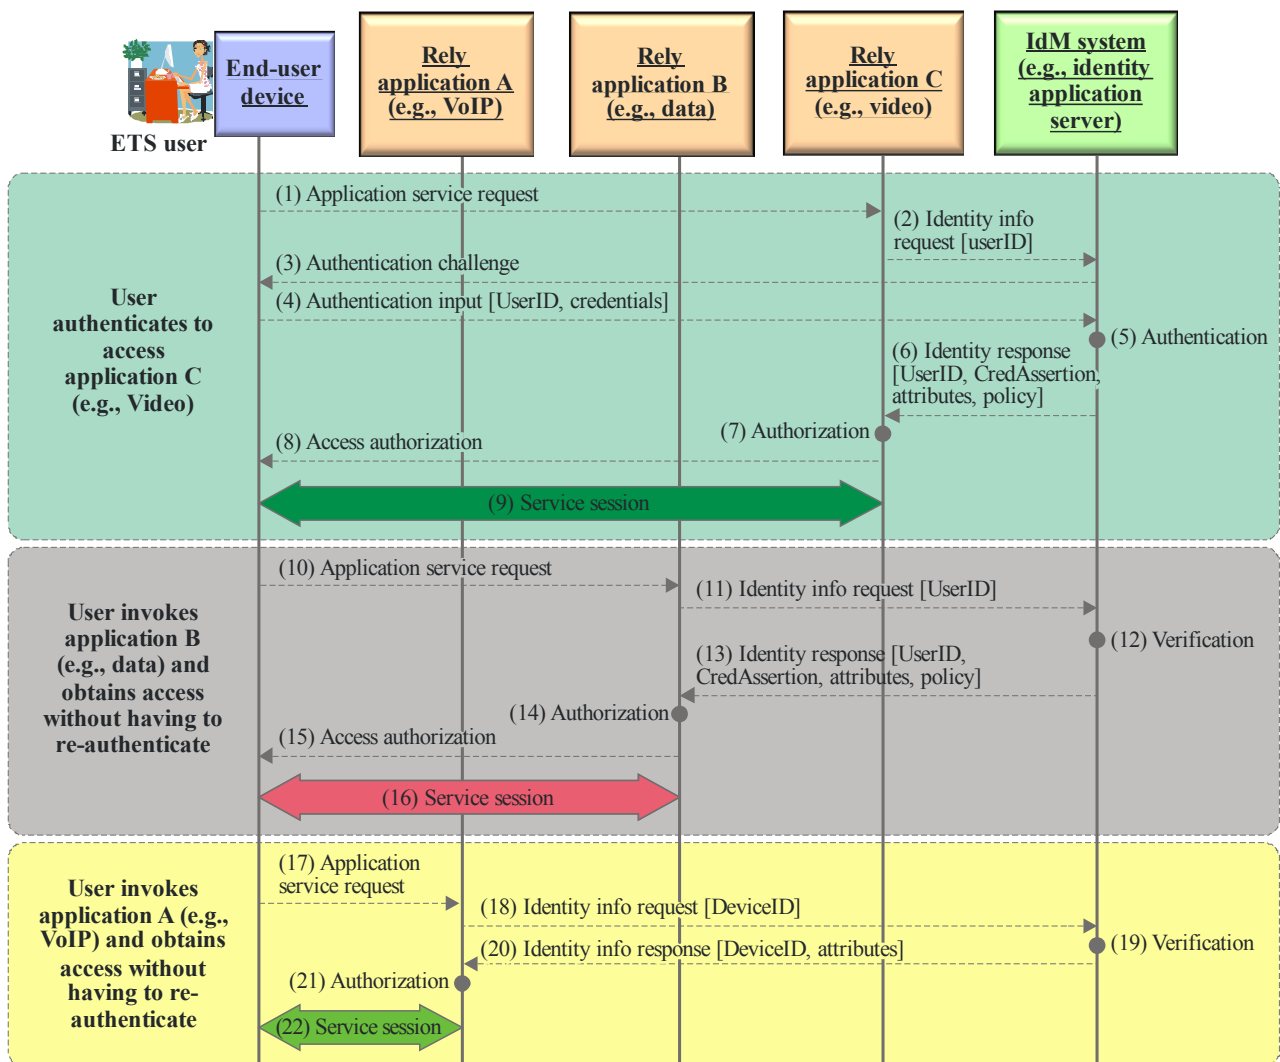 ETS user
End-user
device
Rely
application A
(e.g., VoIP)
Rely
application B
(e.g., data)
Rely
application C
(e.g., video)
IdM system
(e.g., identity
application
server)
User
authenticates to
access
application C
(e.g., Video)
(1) Application service request
(2) Identity info
request [userID]
(3) Authentication challenge
(4) Authentication input [UserID, credentials]
(5) Authentication
(6) Identity response
[UserID, CredAssertion,
attributes, policy]
(7) Authorization
(8) Access authorization
(9) Service session
User invokes
application B
(e.g., data) and
obtains access
without having to
re-authenticate
(10) Application service request
(11) Identity info request [UserID]
(12) Verification
(13) Identity response [UserID,
CredAssertion, attributes, policy]
(14) Authorization
(15) Access authorization
(16) Service session
User invokes
application A (e.g.,
VoIP) and obtains
access without
having to re-
authenticate
(17) Application
service request
(18) Identity info request [DeviceID]
(19) Verification
(20) Identity info response [DeviceID, attributes]
(21) Authorization
(22) Service session